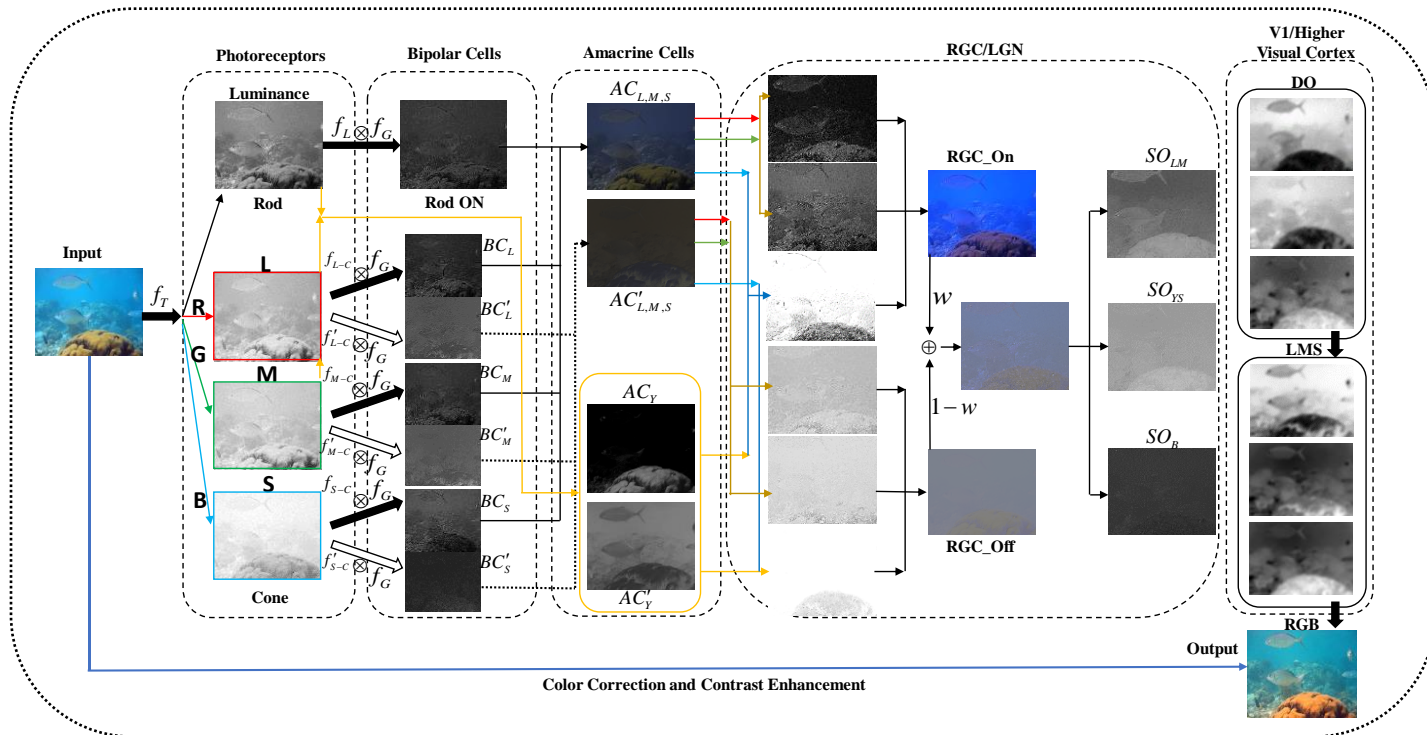 Photoreceptors
Bipolar Cells
Amacrine Cells
RGC/LGN
V1/Higher
Visual Cortex
Luminance
f_L ⊗ f_G
Rod
Rod ON
AC_{L,M,S}
AC'_{L,M,S}
RGC_On
SO_{LM}
DO
Input
f_T
R
G
B
L
M
S
Cone
f_{L-C} ⊗ f_G
BC_L
f'_{L-C} ⊗ f_G
BC'_L
f_{M-C} ⊗ f_G
BC_M
f'_{M-C} ⊗ f_G
BC'_M
f_{S-C} ⊗ f_G
BC_S
f'_{S-C} ⊗ f_G
BC'_S
AC_Y
AC'_Y
w
⊕
1-w
RGC_Off
SO_{YS}
SO_B
LMS
RGB
Output
Color Correction and Contrast Enhancement